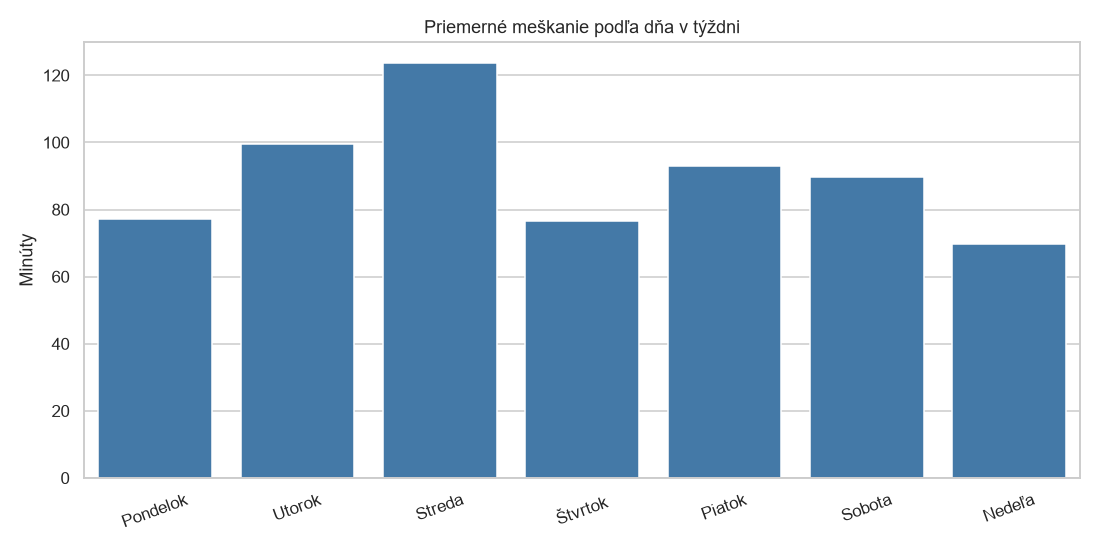 Priemerné meškanie podľa dňa v týždni
Minúty
120
100
80
60
40
20
0
Pondelok
Utorok
Streda
Štvrtok
Piatok
Sobota
Nedeľa